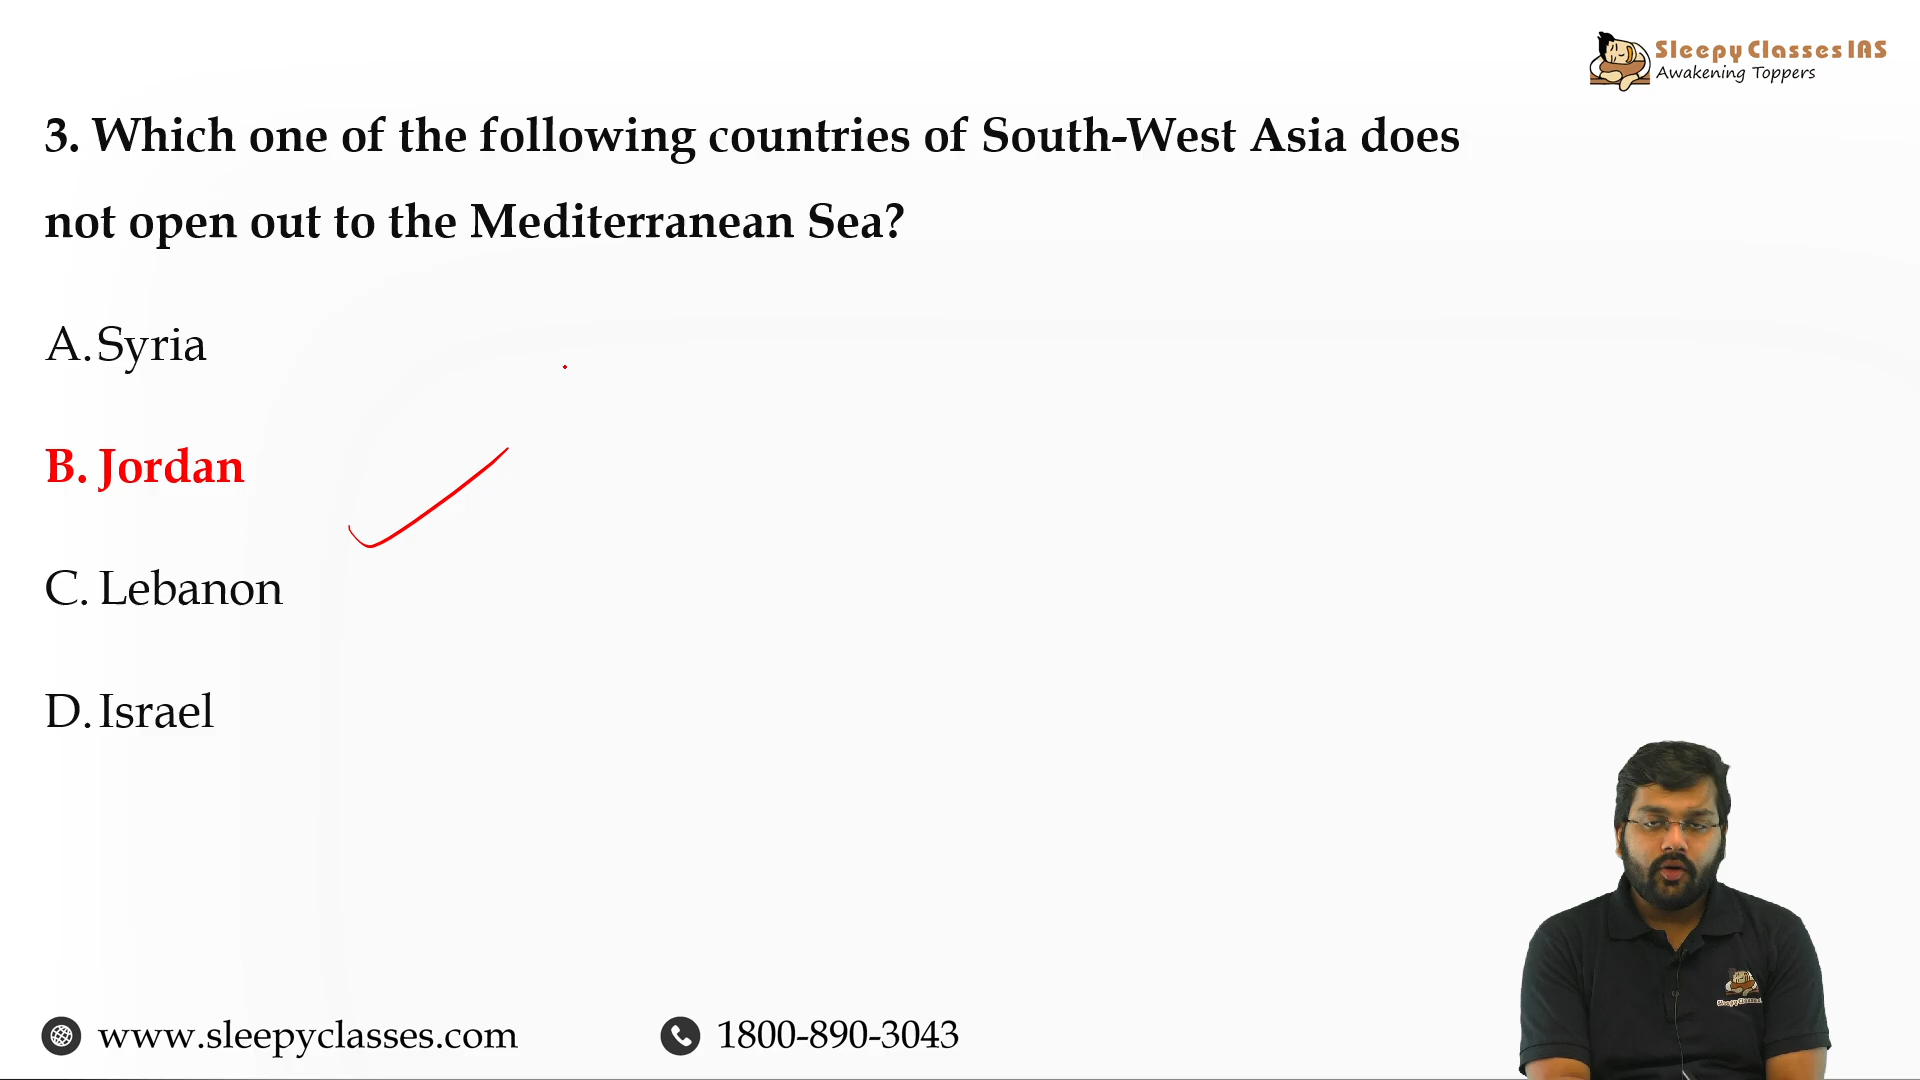 Sleepy Classes IAS
Awakening Toppers
3. Which one of the following countries of South-West Asia does
not open out to the Mediterranean Sea?
A. Syria
B. Jordan
C. Lebanon
D. Israel
www.sleepyclasses.com
1800-890-3043